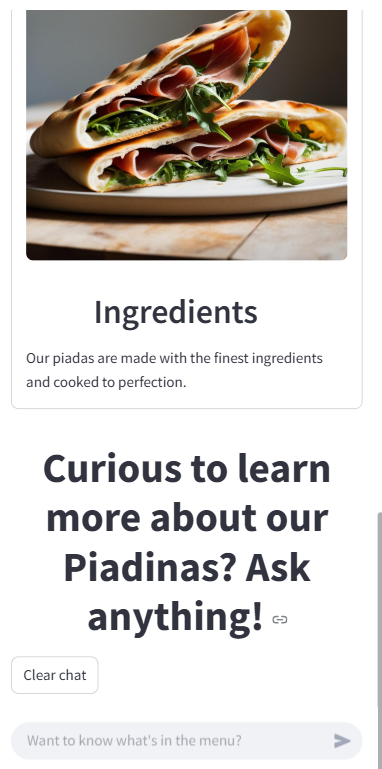 Ingredients
Our piadas are made with the finest ingredients
and cooked to perfection.
Curious to learn
more about our
Piadinas? Ask
anything!
Clear chat
Want to know what's in the menu?